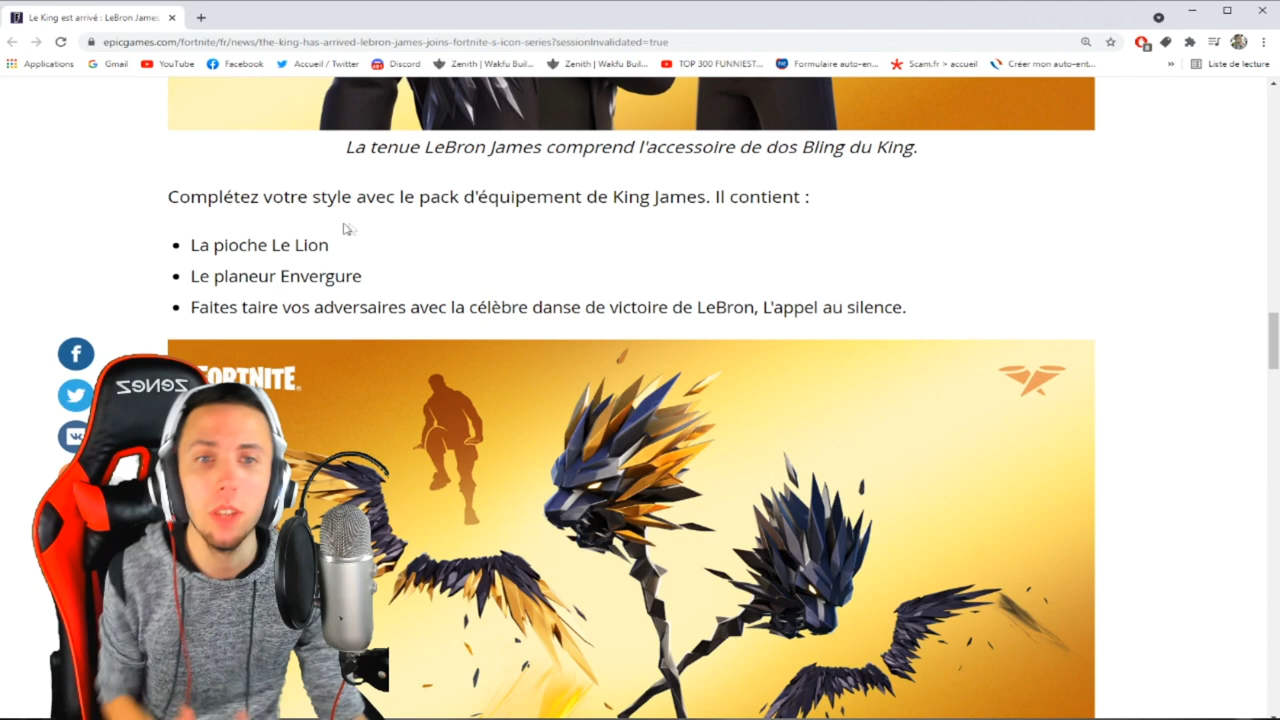 Le King est arrivé : LeBron James
epicgames.com/fortnite/fr/news/the-king-has-arrived-lebron-james-joins-fortnite-s-icon-series?sessionInvalidated=true
Applications Gmail YouTube Facebook Accueil / Twitter Discord Zenith | Wakfu Buil... Zenith | Wakfu Buil... TOP 300 FUNNIEST... Formulaire auto-en... Scam.fr > accueil Créer mon auto-ent... » Liste de lecture
La tenue LeBron James comprend l'accessoire de dos Bling du King.
Complétez votre style avec le pack d'équipement de King James. Il contient :
• La pioche Le Lion
• Le planeur Envergure
• Faites taire vos adversaires avec la célèbre danse de victoire de LeBron, L'appel au silence.
FORTNITE
ZENEZ